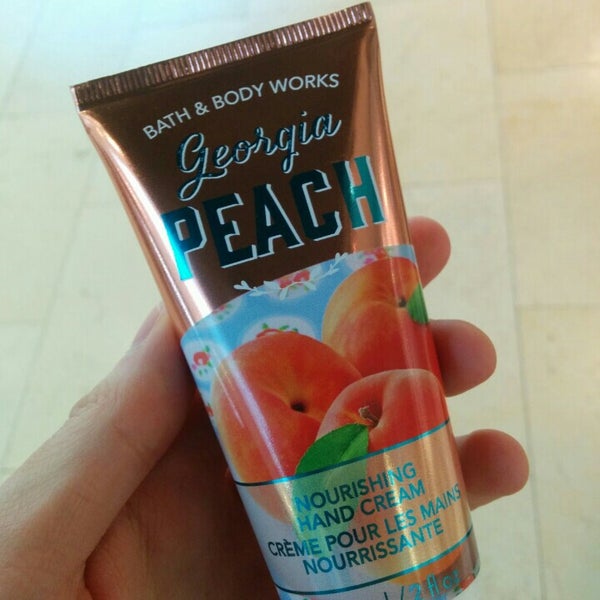 BATH & BODY WORKS
Georgia
PEACH
NOURISHING
HAND CREAM
CRÈME POUR LES MAINS
NOURRISSANTE